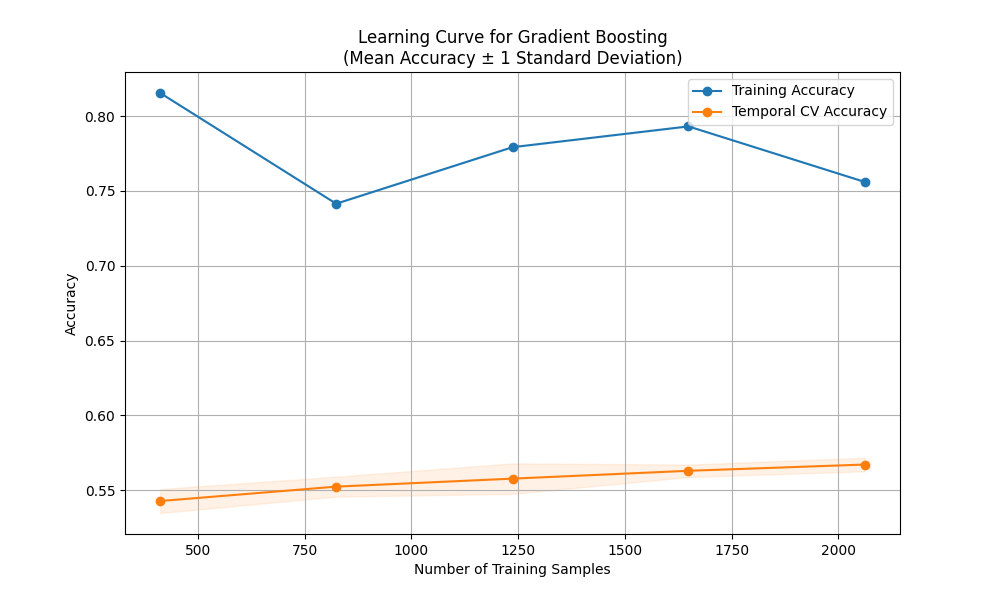 Learning Curve for Gradient Boosting
(Mean Accuracy ± 1 Standard Deviation)
Training Accuracy
Temporal CV Accuracy
Accuracy
0.80
0.75
0.70
0.65
0.60
0.55
500
750
1000
1250
1500
1750
2000
Number of Training Samples